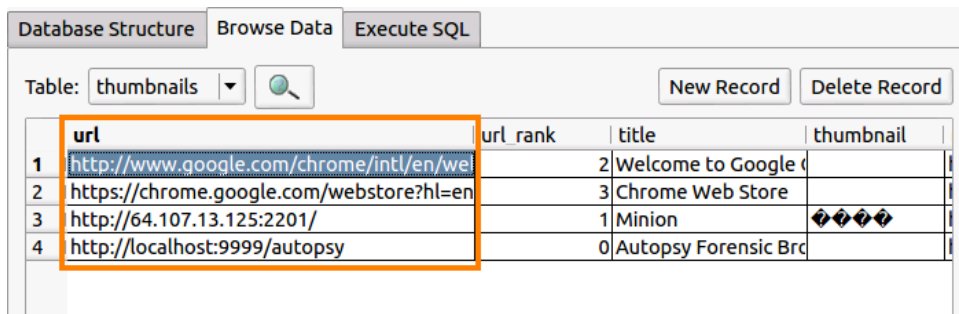 Database Structure Browse Data Execute SQL
Table: thumbnails New Record Delete Record
url url_rank title thumbnail
1 http://www.google.com/chrome/intl/en/we 2 Welcome to Google
2 https://chrome.google.com/webstore?hl=en 3 Chrome Web Store
3 http://64.107.13.125:2201/ 1 Minion ����
4 http://localhost:9999/autopsy 0 Autopsy Forensic Bro